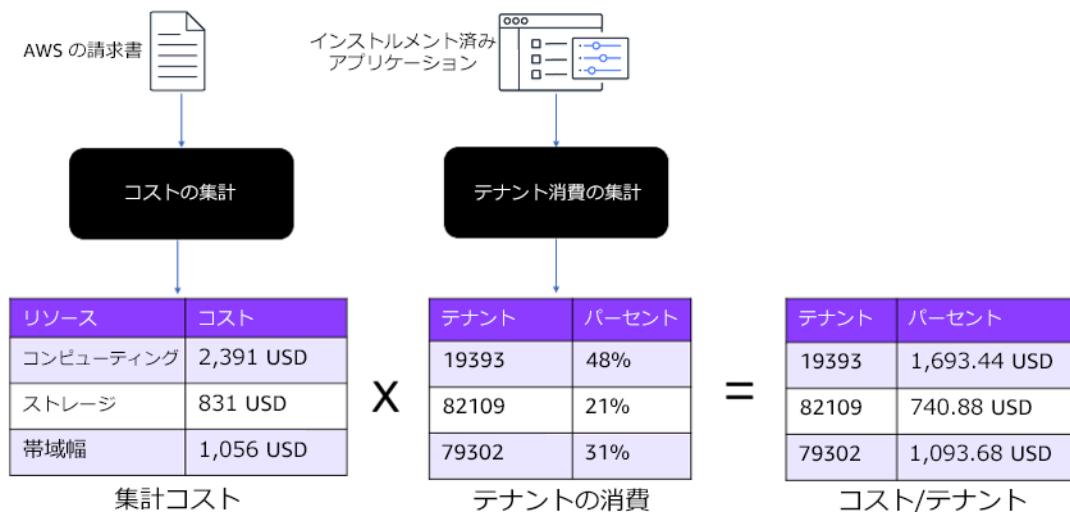 AWS の請求書
インストルメント済み
アプリケーション
コストの集計
テナント消費の集計
リソース コスト
コンピューティング 2,391 USD
ストレージ 831 USD
帯域幅 1,056 USD
集計コスト
X
テナント パーセント
19393 48%
82109 21%
79302 31%
テナントの消費
=
テナント パーセント
19393 1,693.44 USD
82109 740.88 USD
79302 1,093.68 USD
コスト/テナント